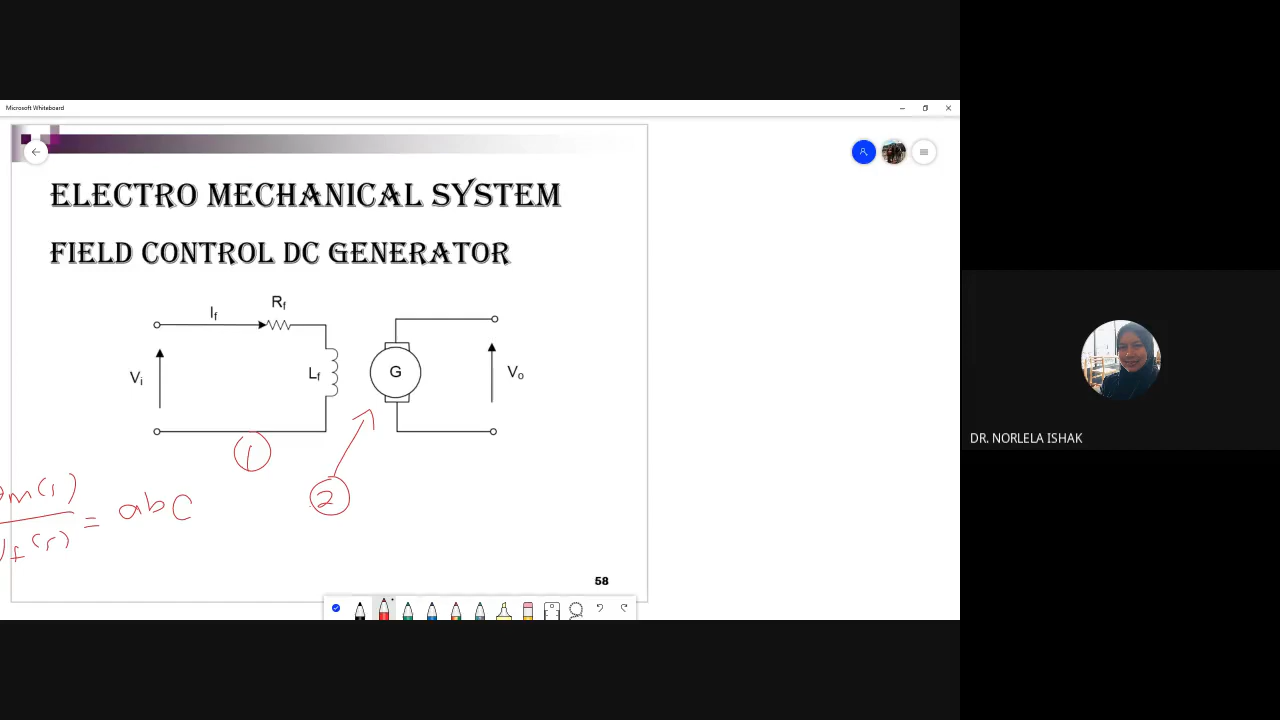 Microsoft Whiteboard
ELECTRO MECHANICAL SYSTEM
FIELD CONTROL DC GENERATOR
If
Rf
Vi
Lf
G
Vo
1
2
m(s)
= abc
f(s)
58
DR. NORLELA ISHAK